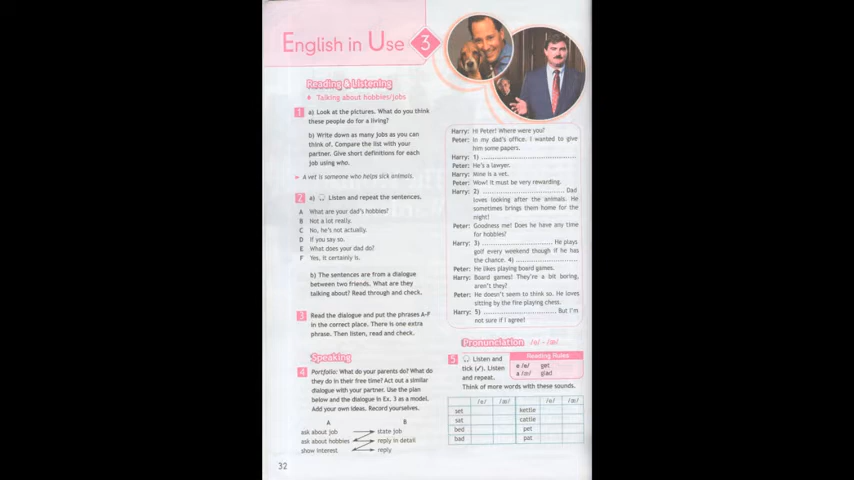 English in Use 3
Reading & Listening
Talking about hobbies/jobs
1 a) Look at the pictures. What do you think
these people do for a living?
b) Write down as many jobs as you can
think of. Compare the list with your
partner. Give short definitions for each
job using who.
A vet is someone who helps sick animals.
2 a) Listen and repeat the sentences.
A What are your dad's hobbies?
B Not a lot really.
C No, he's not actually.
D If you say so.
E What does your dad do?
F Yes, it certainly is.
b) The sentences are from a dialogue
between two friends. What are they
talking about? Read through and check.
3 Read the dialogue and put the phrases A-F
in the correct place. There is one extra
phrase. Then listen, read and check.
Speaking
4 Portfolio: What do your parents do? What do
they do in their free time? Act out a similar
dialogue with your partner. Use the plan
below and the dialogue in Ex. 3 as a model.
Add your own ideas. Record yourselves.
A B
ask about job state job
ask about hobbies reply in detail
show interest reply
32
Harry: Hi Peter! Where were you?
Peter: In my dad's office. I wanted to give
him some papers.
Harry: 1) ................................
Peter: He's a lawyer.
Harry: Mine is a vet.
Peter: Wow! It must be very rewarding.
Harry: 2) ............................. Dad
loves looking after the animals. He
sometimes brings them home for the
night!
Peter: Goodness me! Does he have any time
for hobbies?
Harry: 3) ......................... He plays
golf every weekend though if he has
the chance. 4) .....................
Peter: He likes playing board games.
Harry: Board games! They're a bit boring,
aren't they?
Peter: He doesn't seem to think so. He loves
sitting by the fire playing chess.
Harry: 5) .......................... But I'm
not sure if I agree!
Pronunciation /e/ - /æ/
5 Listen and
tick (✓). Listen
and repeat.
Reading Rules
e /e/ get
a /æ/ glad
Think of more words with these sounds.
/e/ /æ/ /e/ /æ/
set kettle
sat cattle
bed pet
bad pat